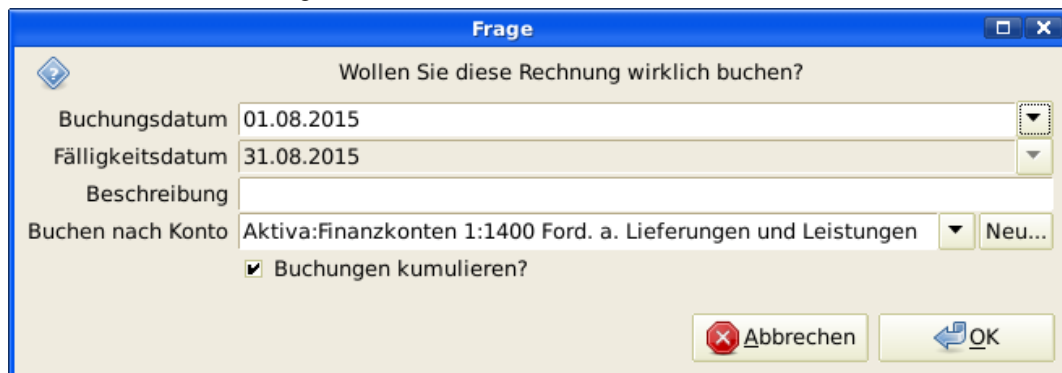 Frage
Wollen Sie diese Rechnung wirklich buchen?
Buchungsdatum 01.08.2015
Fälligkeitsdatum 31.08.2015
Beschreibung
Buchen nach Konto Aktiva:Finanzkonten 1:1400 Ford. a. Lieferungen und Leistungen Neu...
Buchungen kumulieren?
Abbrechen OK